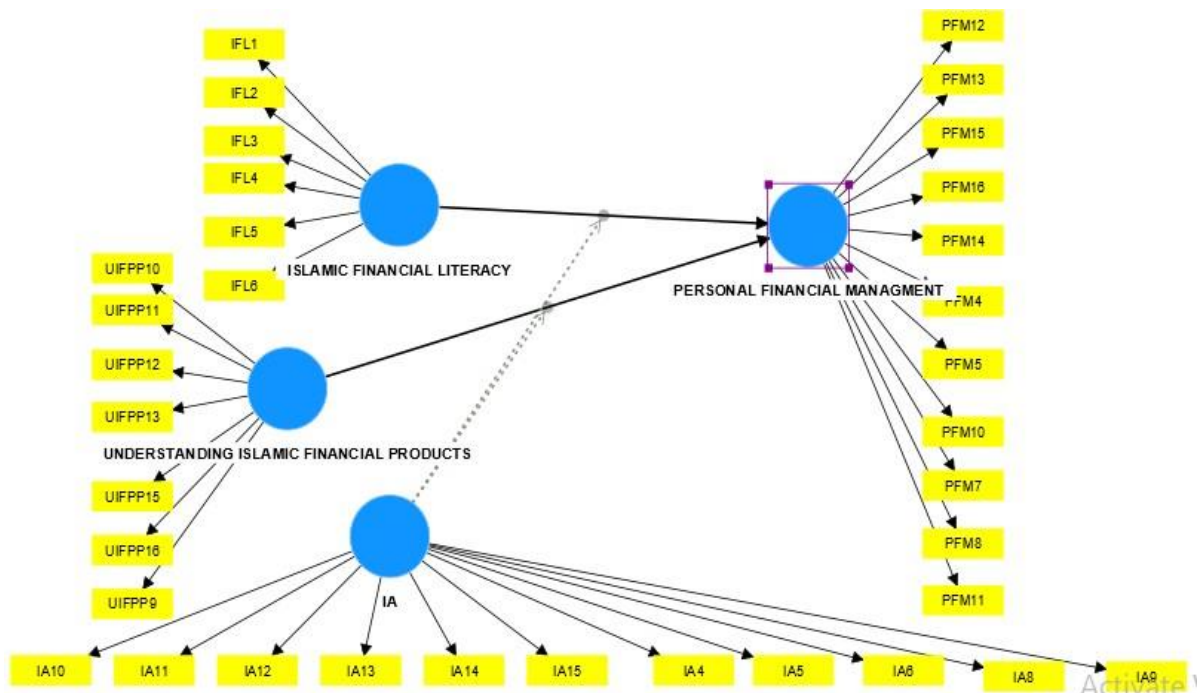 IFL1
IFL2
IFL3
IFL4
IFL5
IFL6
ISLAMIC FINANCIAL LITERACY
UIFPP10
UIFPP11
UIFPP12
UIFPP13
UNDERSTANDING ISLAMIC FINANCIAL PRODUCTS
UIFPP15
UIFPP16
UIFPP9
IA
IA10
IA11
IA12
IA13
IA14
IA15
IA4
IA5
IA6
IA8
IA9
PFM12
PFM13
PFM15
PFM16
PFM14
PERSONAL FINANCIAL MANAGMENT
PFM4
PFM5
PFM10
PFM7
PFM8
PFM11
Activate